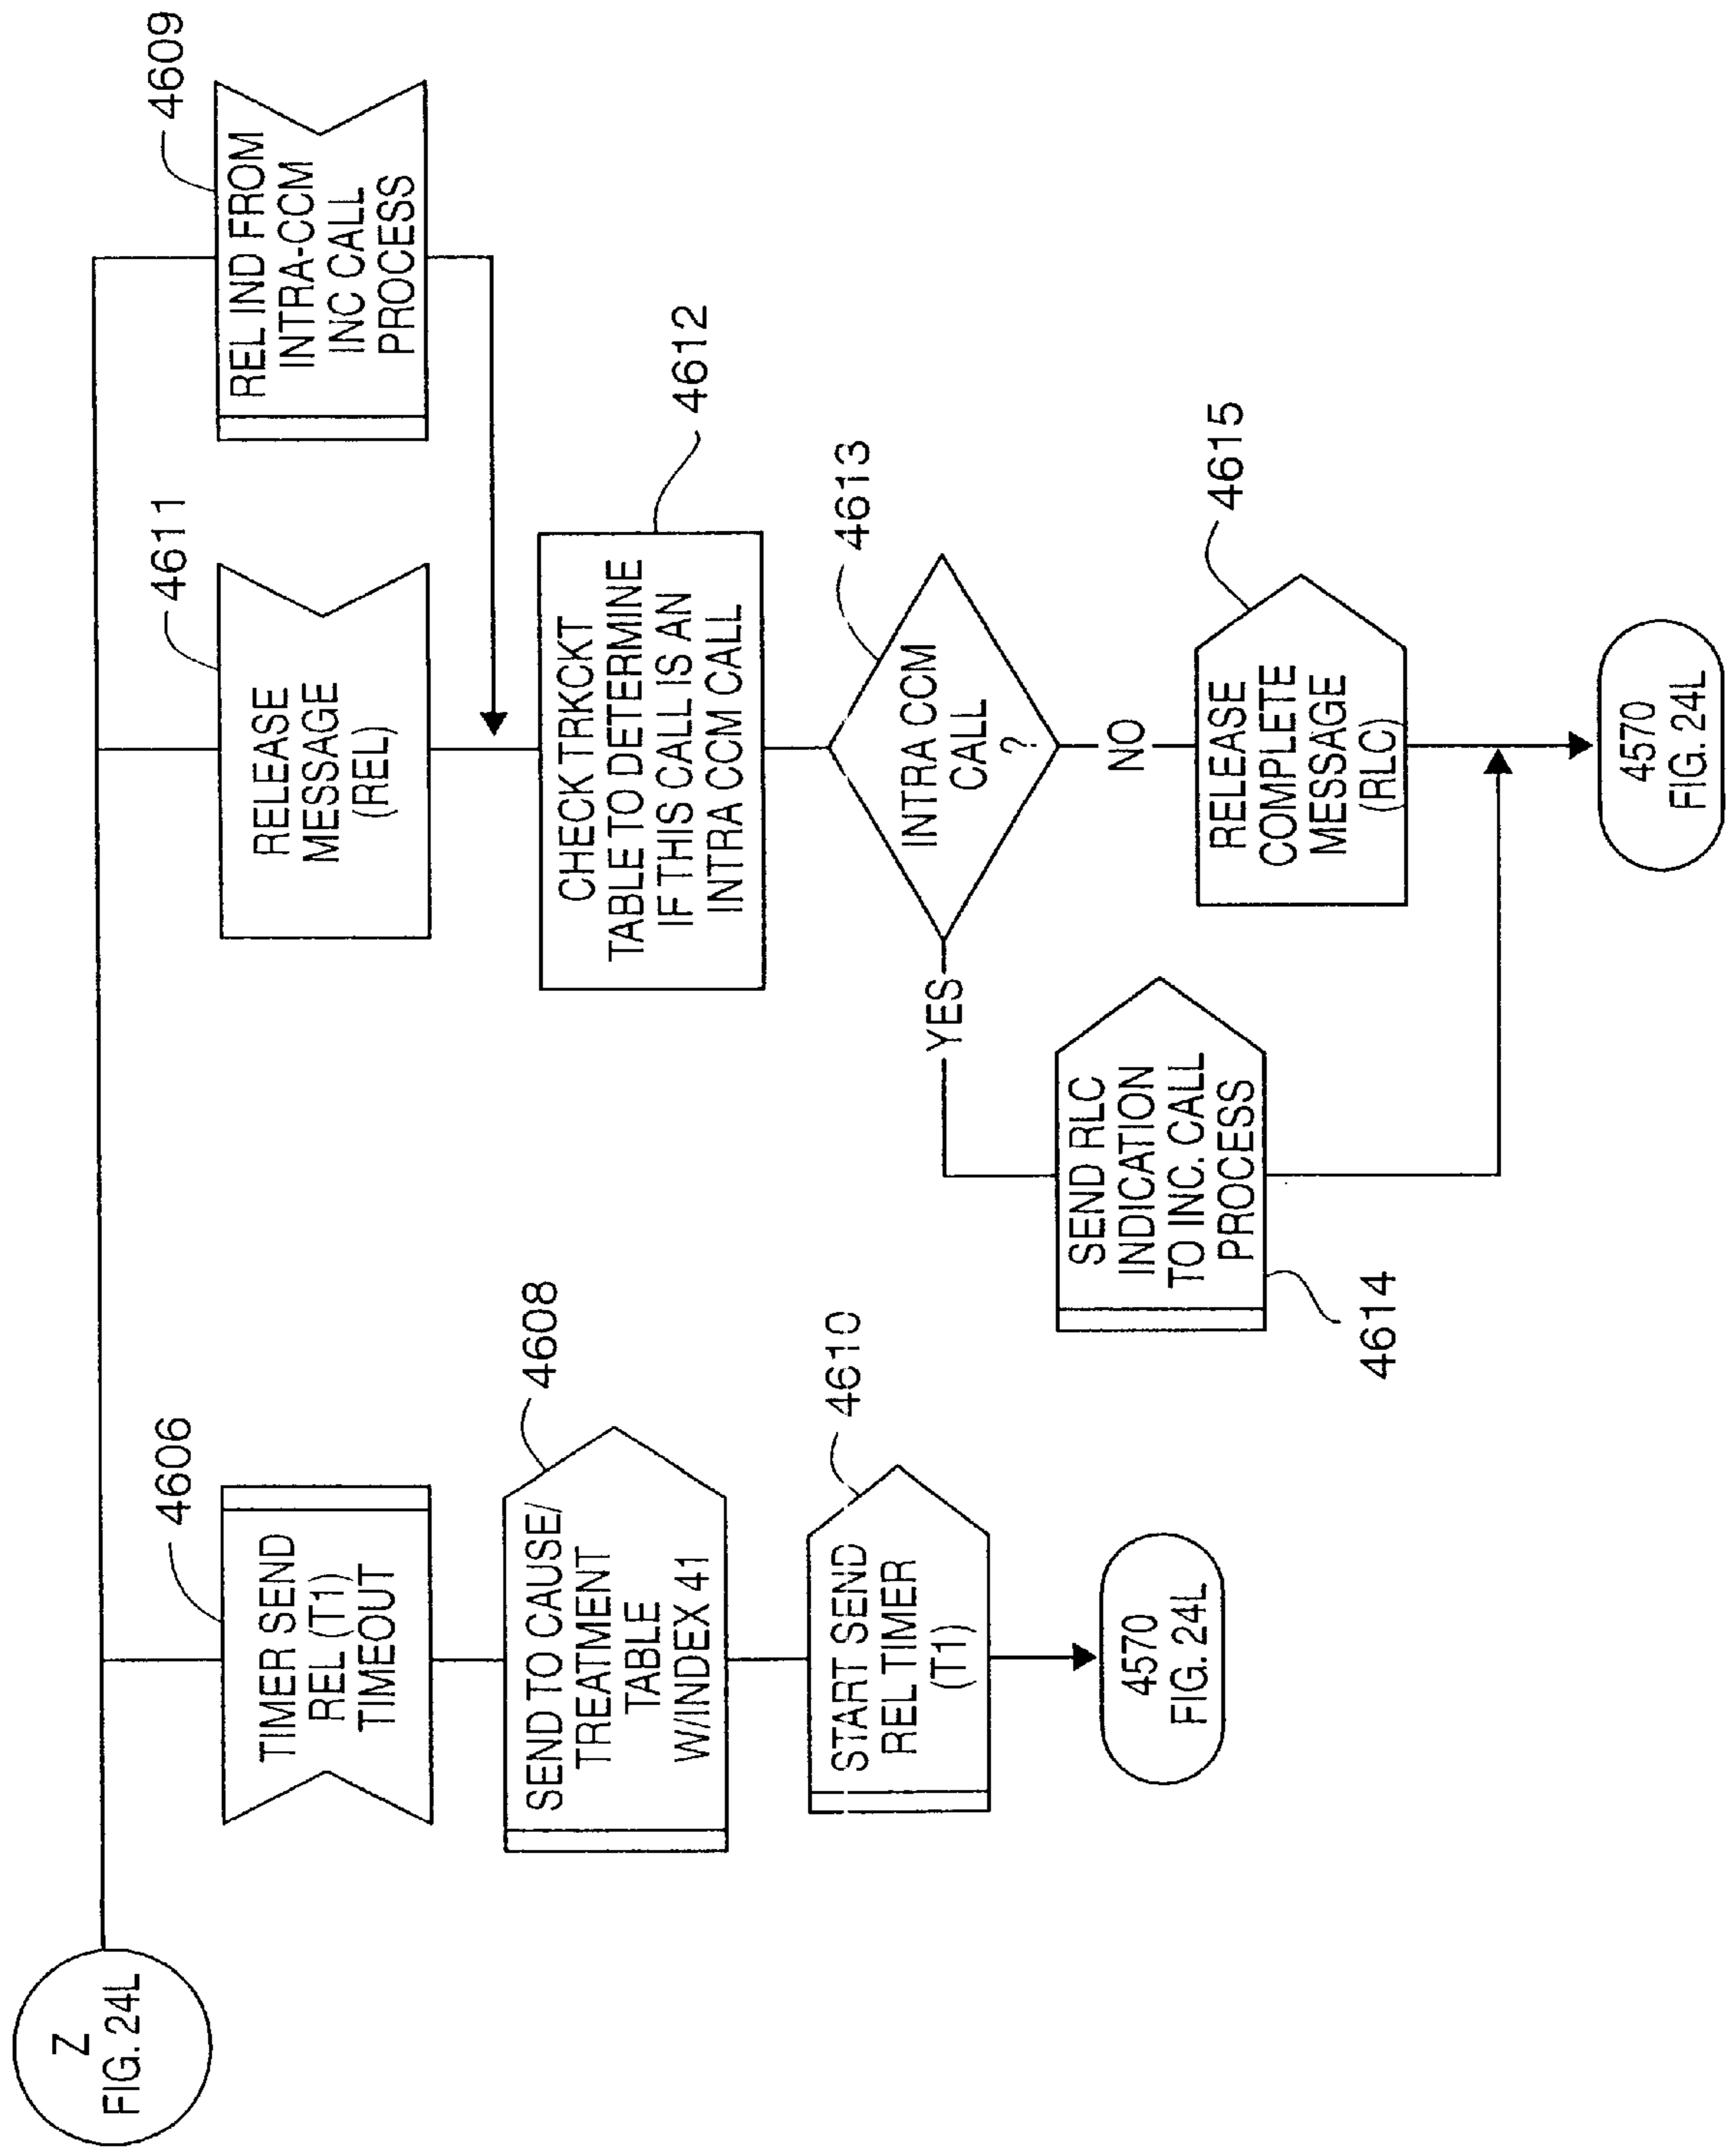 Z
FIG. 24L
4606
TIMER SEND
REL (T1)
TIMEOUT
4608
SEND TO CAUSE/
TREATMENT
TABLE
W/INDEX 41
4610
START SEND
REL TIMER
(T1)
4570
FIG. 24L
4611
RELEASE
MESSAGE
(REL)
4609
REL IND FROM
INTRA-CCM
INC CALL
PROCESS
4612
CHECK TRKCKT
TABLE TO DETERMINE
IF THIS CALL IS AN
INTRA CCM CALL
4613
INTRA CCM
CALL
?
YES
NO
SEND RLC
INDICATION
TO INC. CALL
PROCESS
4614
4615
RELEASE
COMPLETE
MESSAGE
(RLC)
4570
FIG. 24L